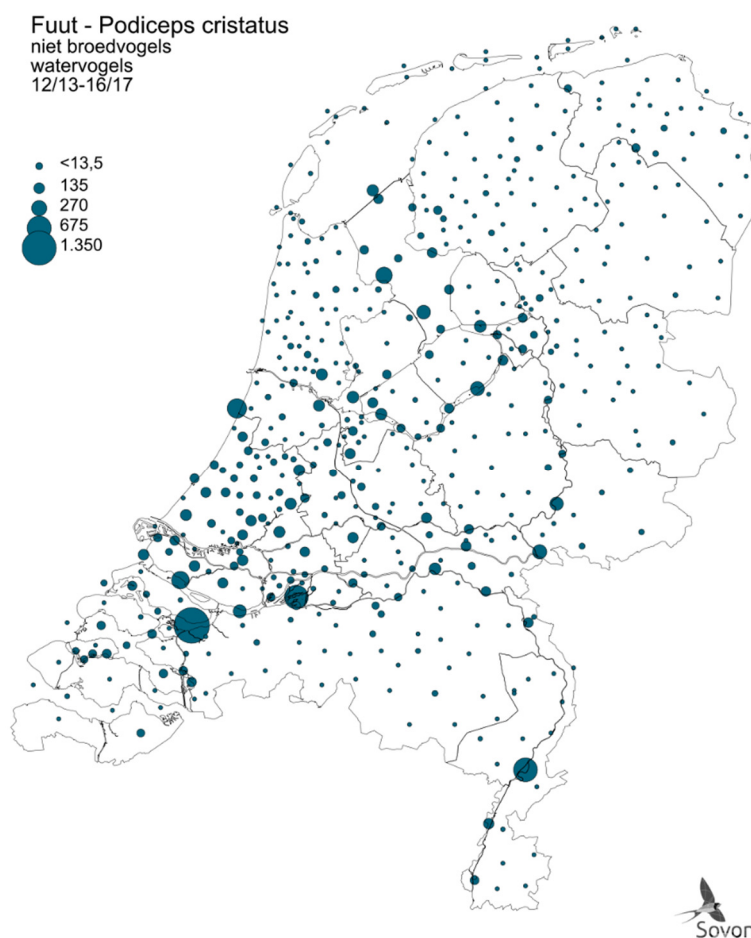 Fuut - Podiceps cristatus
niet broedvogels
watervogels
12/13-16/17
<13,5
135
270
675
1.350
Sovon